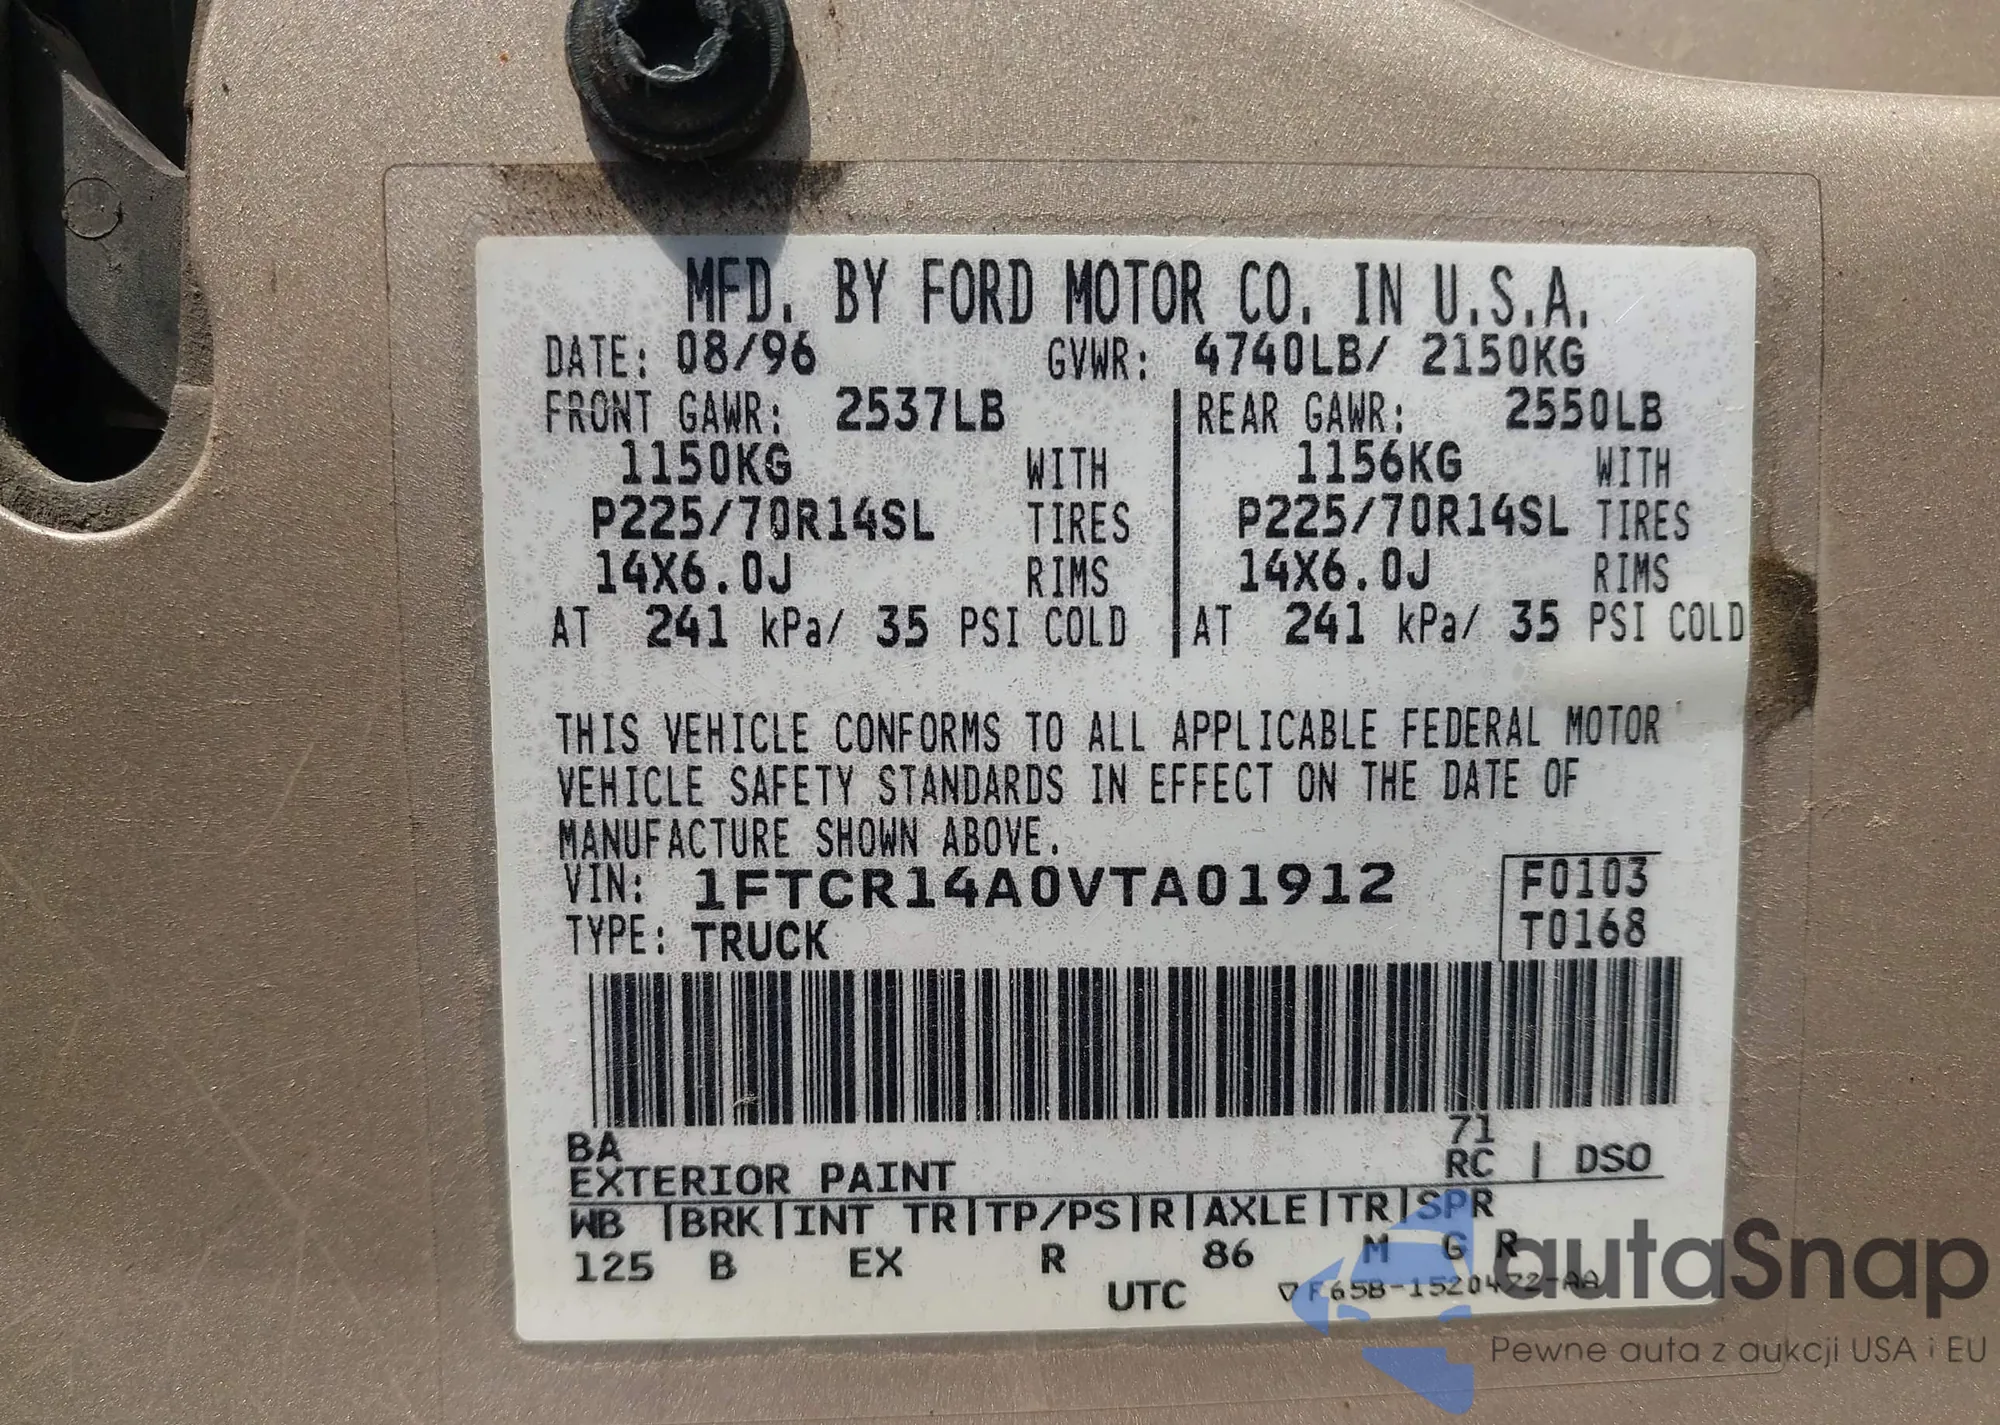 MFD. BY FORD MOTOR CO. IN U.S.A.
DATE: 08/96 GVWR: 4740LB/ 2150KG
FRONT GAWR: 2537LB REAR GAWR: 2550LB
1150KG WITH 1156KG WITH
P225/70R14SL TIRES P225/70R14SL TIRES
14X6.0J RIMS 14X6.0J RIMS
AT 241 kPa/ 35 PSI COLD AT 241 kPa/ 35 PSI COLD
THIS VEHICLE CONFORMS TO ALL APPLICABLE FEDERAL MOTOR
VEHICLE SAFETY STANDARDS IN EFFECT ON THE DATE OF
MANUFACTURE SHOWN ABOVE.
VIN: 1FTCR14A0VTA01912 F0103
TYPE: TRUCK T0168
BA 71
EXTERIOR PAINT RC | DSO
WB |BRK|INT TR|TP/PS|R|AXLE|TR|SPR
125 B EX R 86 M G R
UTC ▽F65B-1520472-AA
autaSnap
Pewne auta z aukcji USA i EU